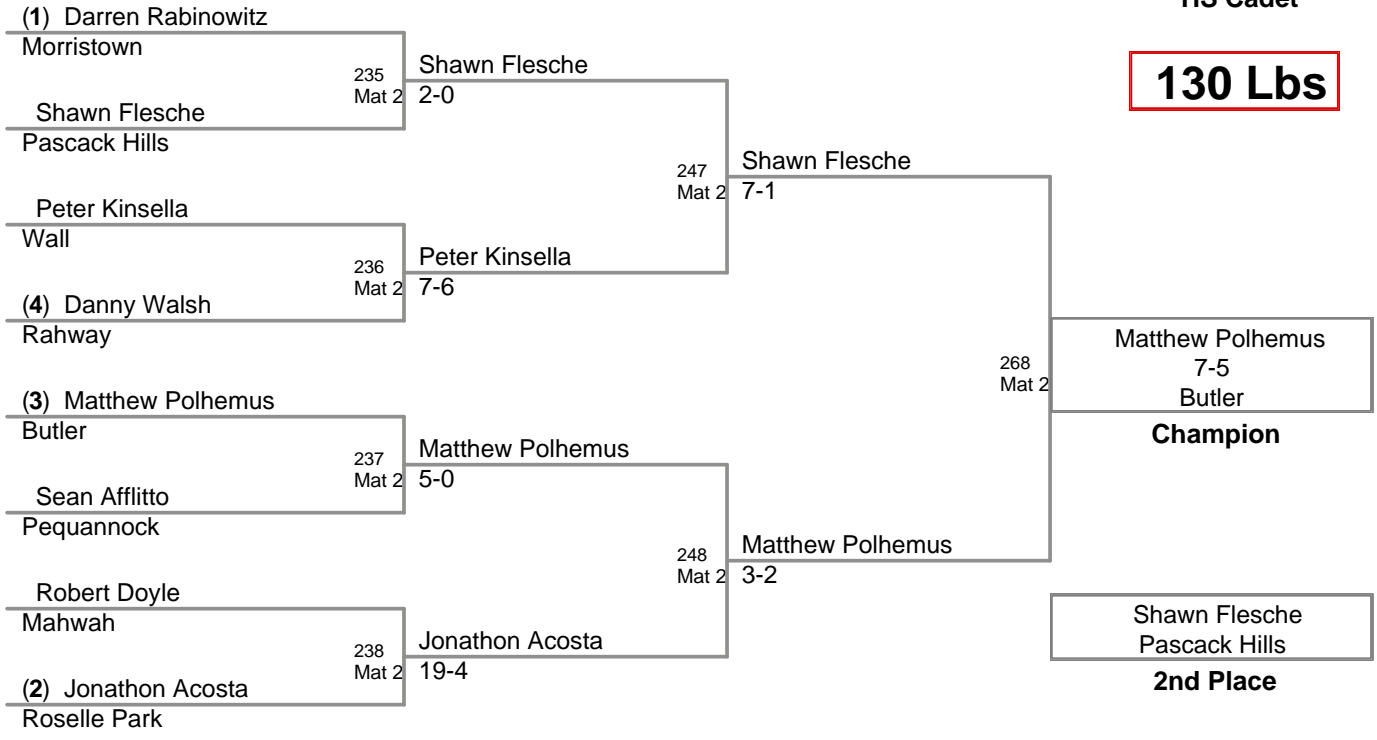 HS Cadet
130 Lbs
(1) Darren Rabinowitz
Morristown
235
Mat 2
Shawn Flesche
2-0
Shawn Flesche
Pascack Hills
247
Mat 2
Shawn Flesche
7-1
Peter Kinsella
Wall
236
Mat 2
Peter Kinsella
7-6
(4) Danny Walsh
Rahway
268
Mat 2
Matthew Polhemus
7-5
Butler
Champion
(3) Matthew Polhemus
Butler
237
Mat 2
Matthew Polhemus
5-0
Sean Afflitto
Pequannock
248
Mat 2
Matthew Polhemus
3-2
Robert Doyle
Mahwah
238
Mat 2
Jonathon Acosta
19-4
(2) Jonathon Acosta
Roselle Park
Shawn Flesche
Pascack Hills
2nd Place